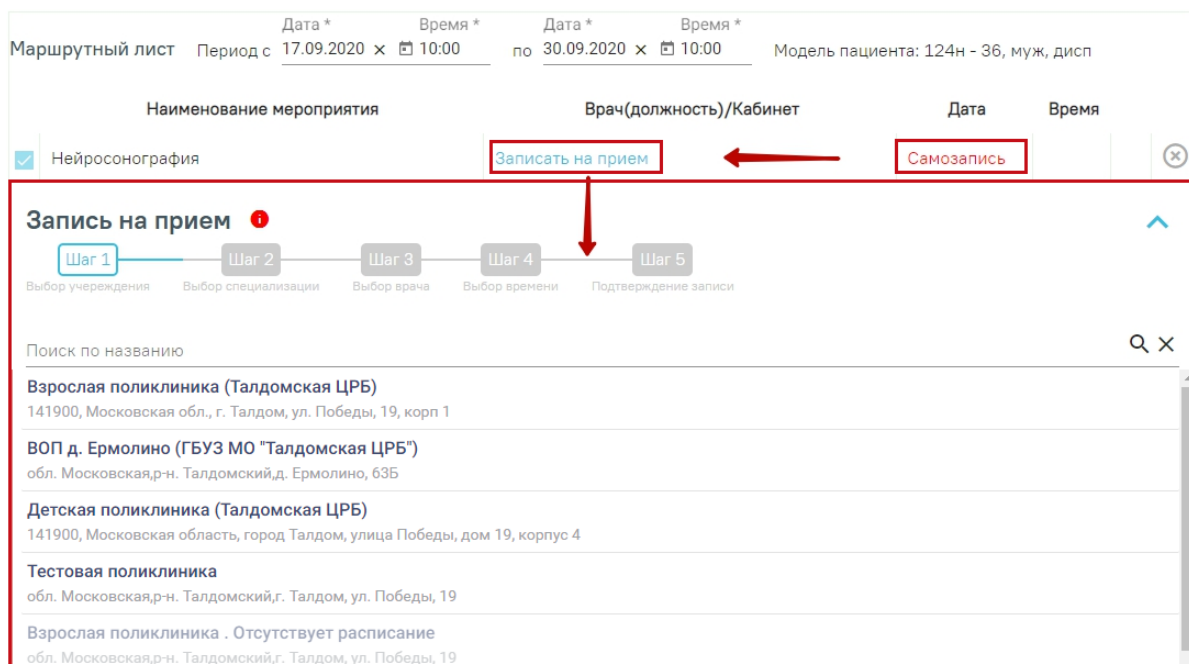 Дата * Время * Дата * Время *
Маршрутный лист Период с 17.09.2020 10:00 по 30.09.2020 10:00 Модель пациента: 124н - 36, муж, дисп
Наименование мероприятия Врач(должность)/Кабинет Дата Время
Нейросонография Записать на прием Самозапись
Запись на прием
Шаг 1 Шаг 2 Шаг 3 Шаг 4 Шаг 5
Выбор учереждения Выбор специализации Выбор врача Выбор времени Подтверждение записи
Поиск по названию
Взрослая поликлиника (Талдомская ЦРБ)
141900, Московская обл., г. Талдом, ул. Победы, 19, корп 1
ВОП д. Ермолино (ГБУЗ МО "Талдомская ЦРБ")
обл. Московская,р-н. Талдомский,д. Ермолино, 63Б
Детская поликлиника (Талдомская ЦРБ)
141900, Московская область, город Талдом, улица Победы, дом 19, корпус 4
Тестовая поликлиника
обл. Московская,р-н. Талдомский,г. Талдом, ул. Победы, 19
Взрослая поликлиника . Отсутствует расписание
обл. Московская,р-н. Талдомский,г. Талдом, ул. Победы, 19